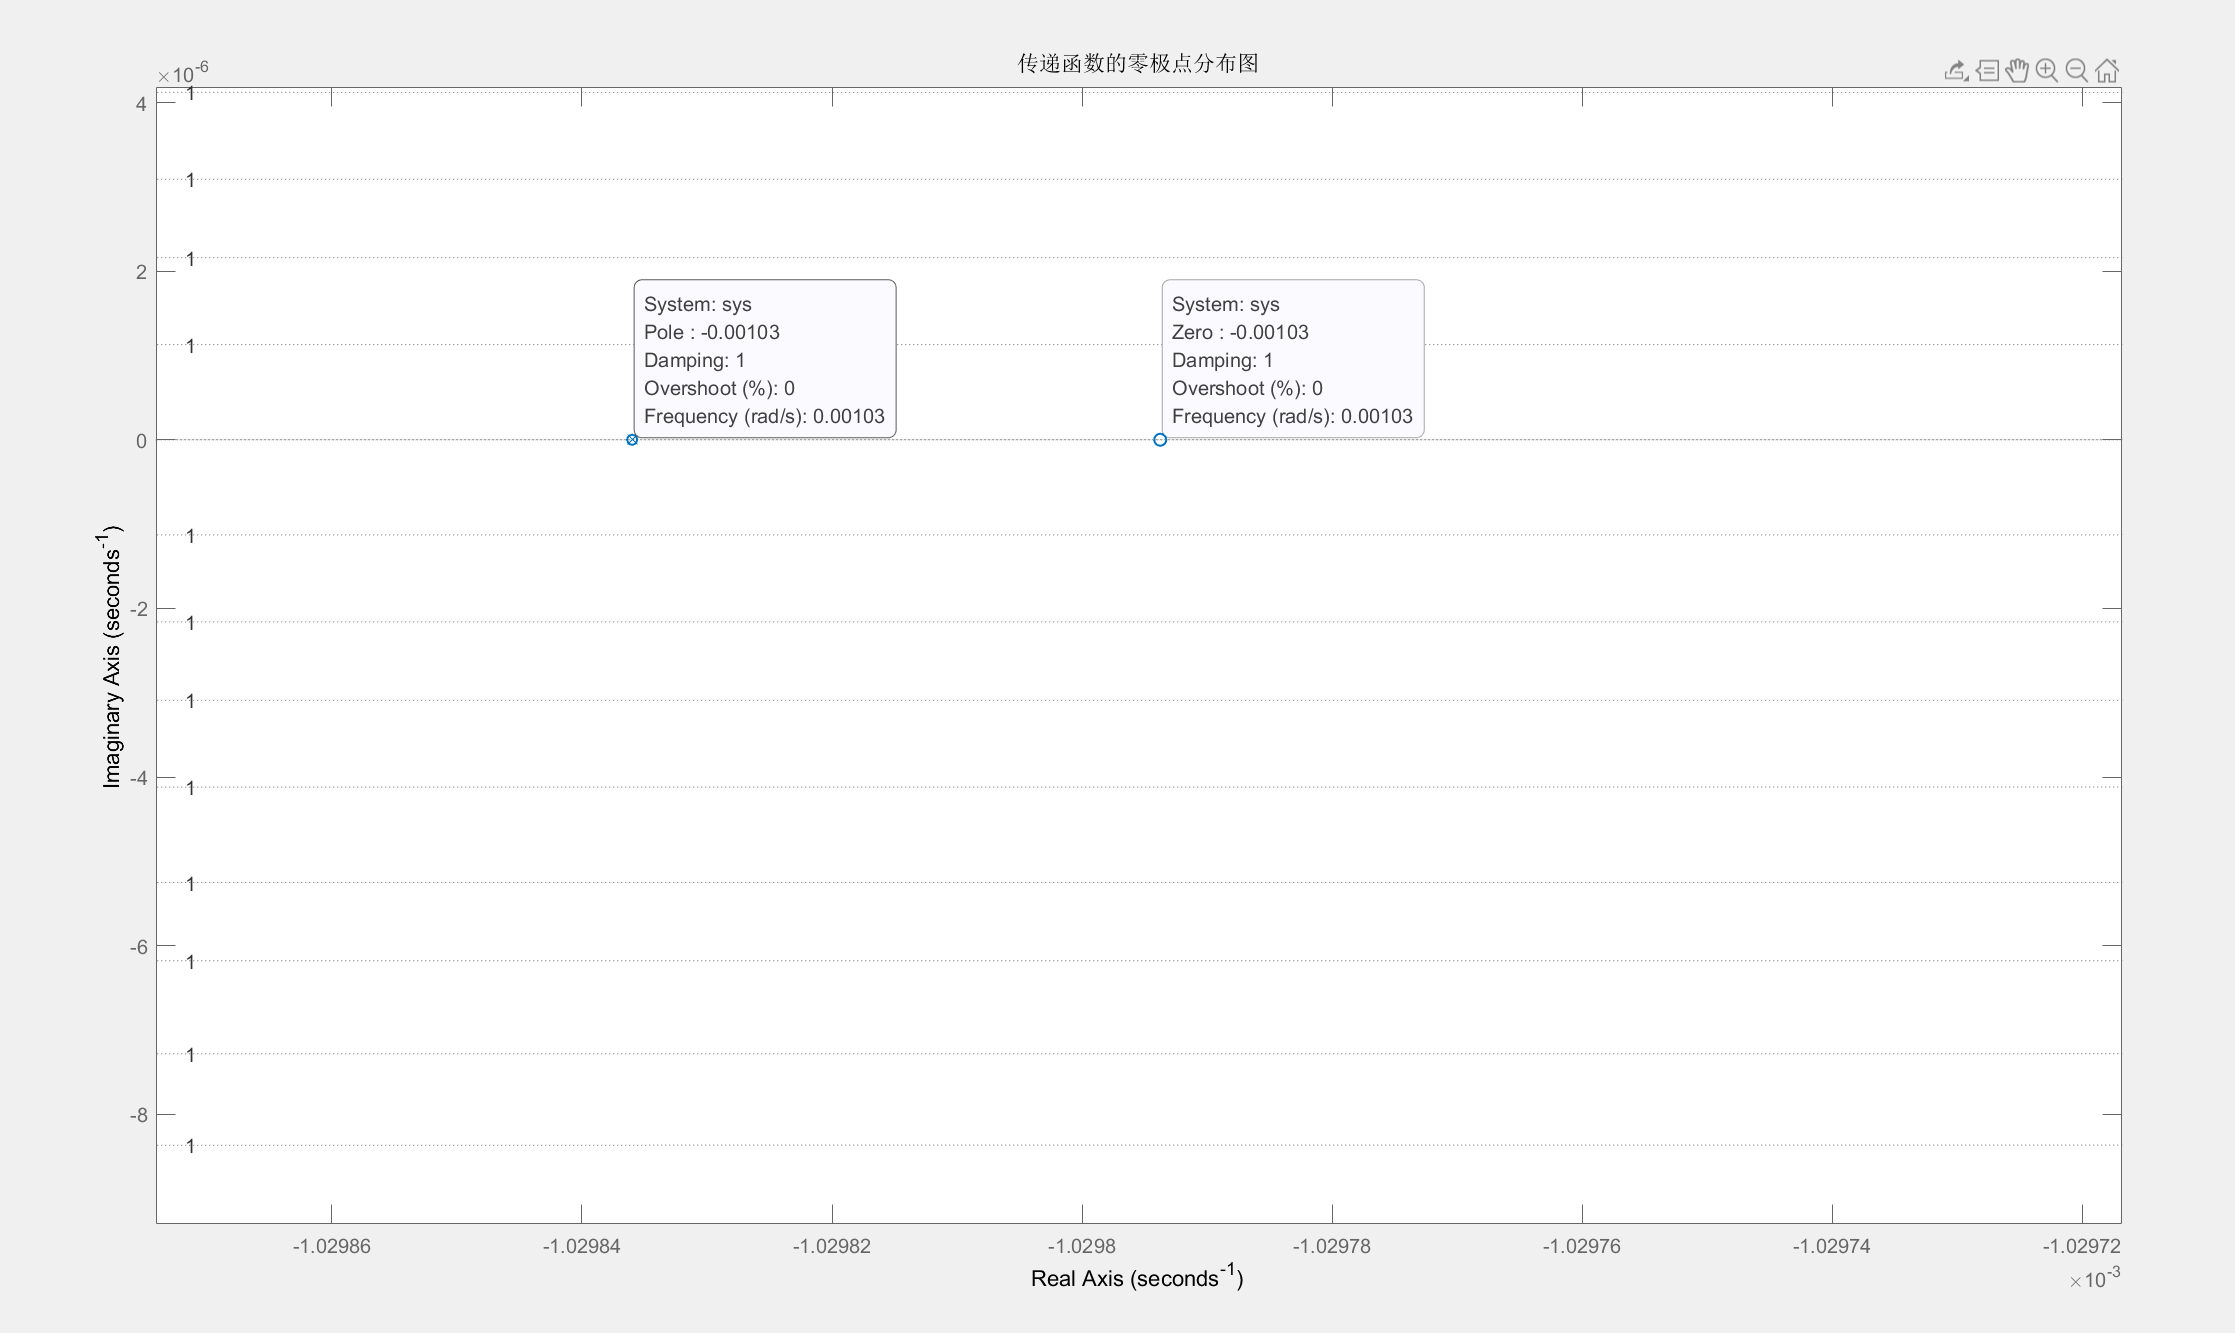 传递函数的零极点分布图
×10-6
4
2
0
-2
-4
-6
-8
1
1
1
1
1
1
1
1
1
1
1
1
System: sys
Pole : -0.00103
Damping: 1
Overshoot (%): 0
Frequency (rad/s): 0.00103
System: sys
Zero : -0.00103
Damping: 1
Overshoot (%): 0
Frequency (rad/s): 0.00103
Imaginary Axis (seconds-1)
-1.02986 -1.02984 -1.02982 -1.0298 -1.02978 -1.02976 -1.02974 -1.02972
Real Axis (seconds-1)
×10-3